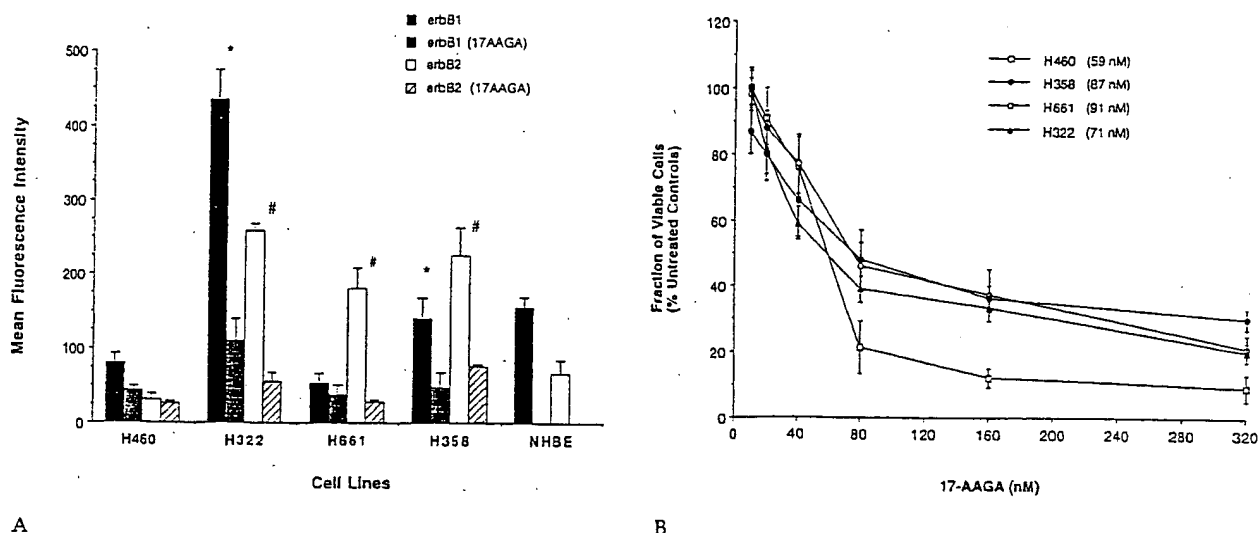 erbB1
erbB1 (17AAGA)
erbB2
erbB2 (17AAGA)
Mean Fluorescence Intensity
500
400
300
200
100
0
*
#
#
*
#
H460
H322
H661
H358
NHBE
Cell Lines
A
H460 (59 nM)
H358 (87 nM)
H661 (91 nM)
H322 (71 nM)
Fraction of Viable Cells
(% Untreated Controls)
120
100
80
60
40
20
0
0 40 80 120 160 200 240 280 320
17-AAGA (nM)
B